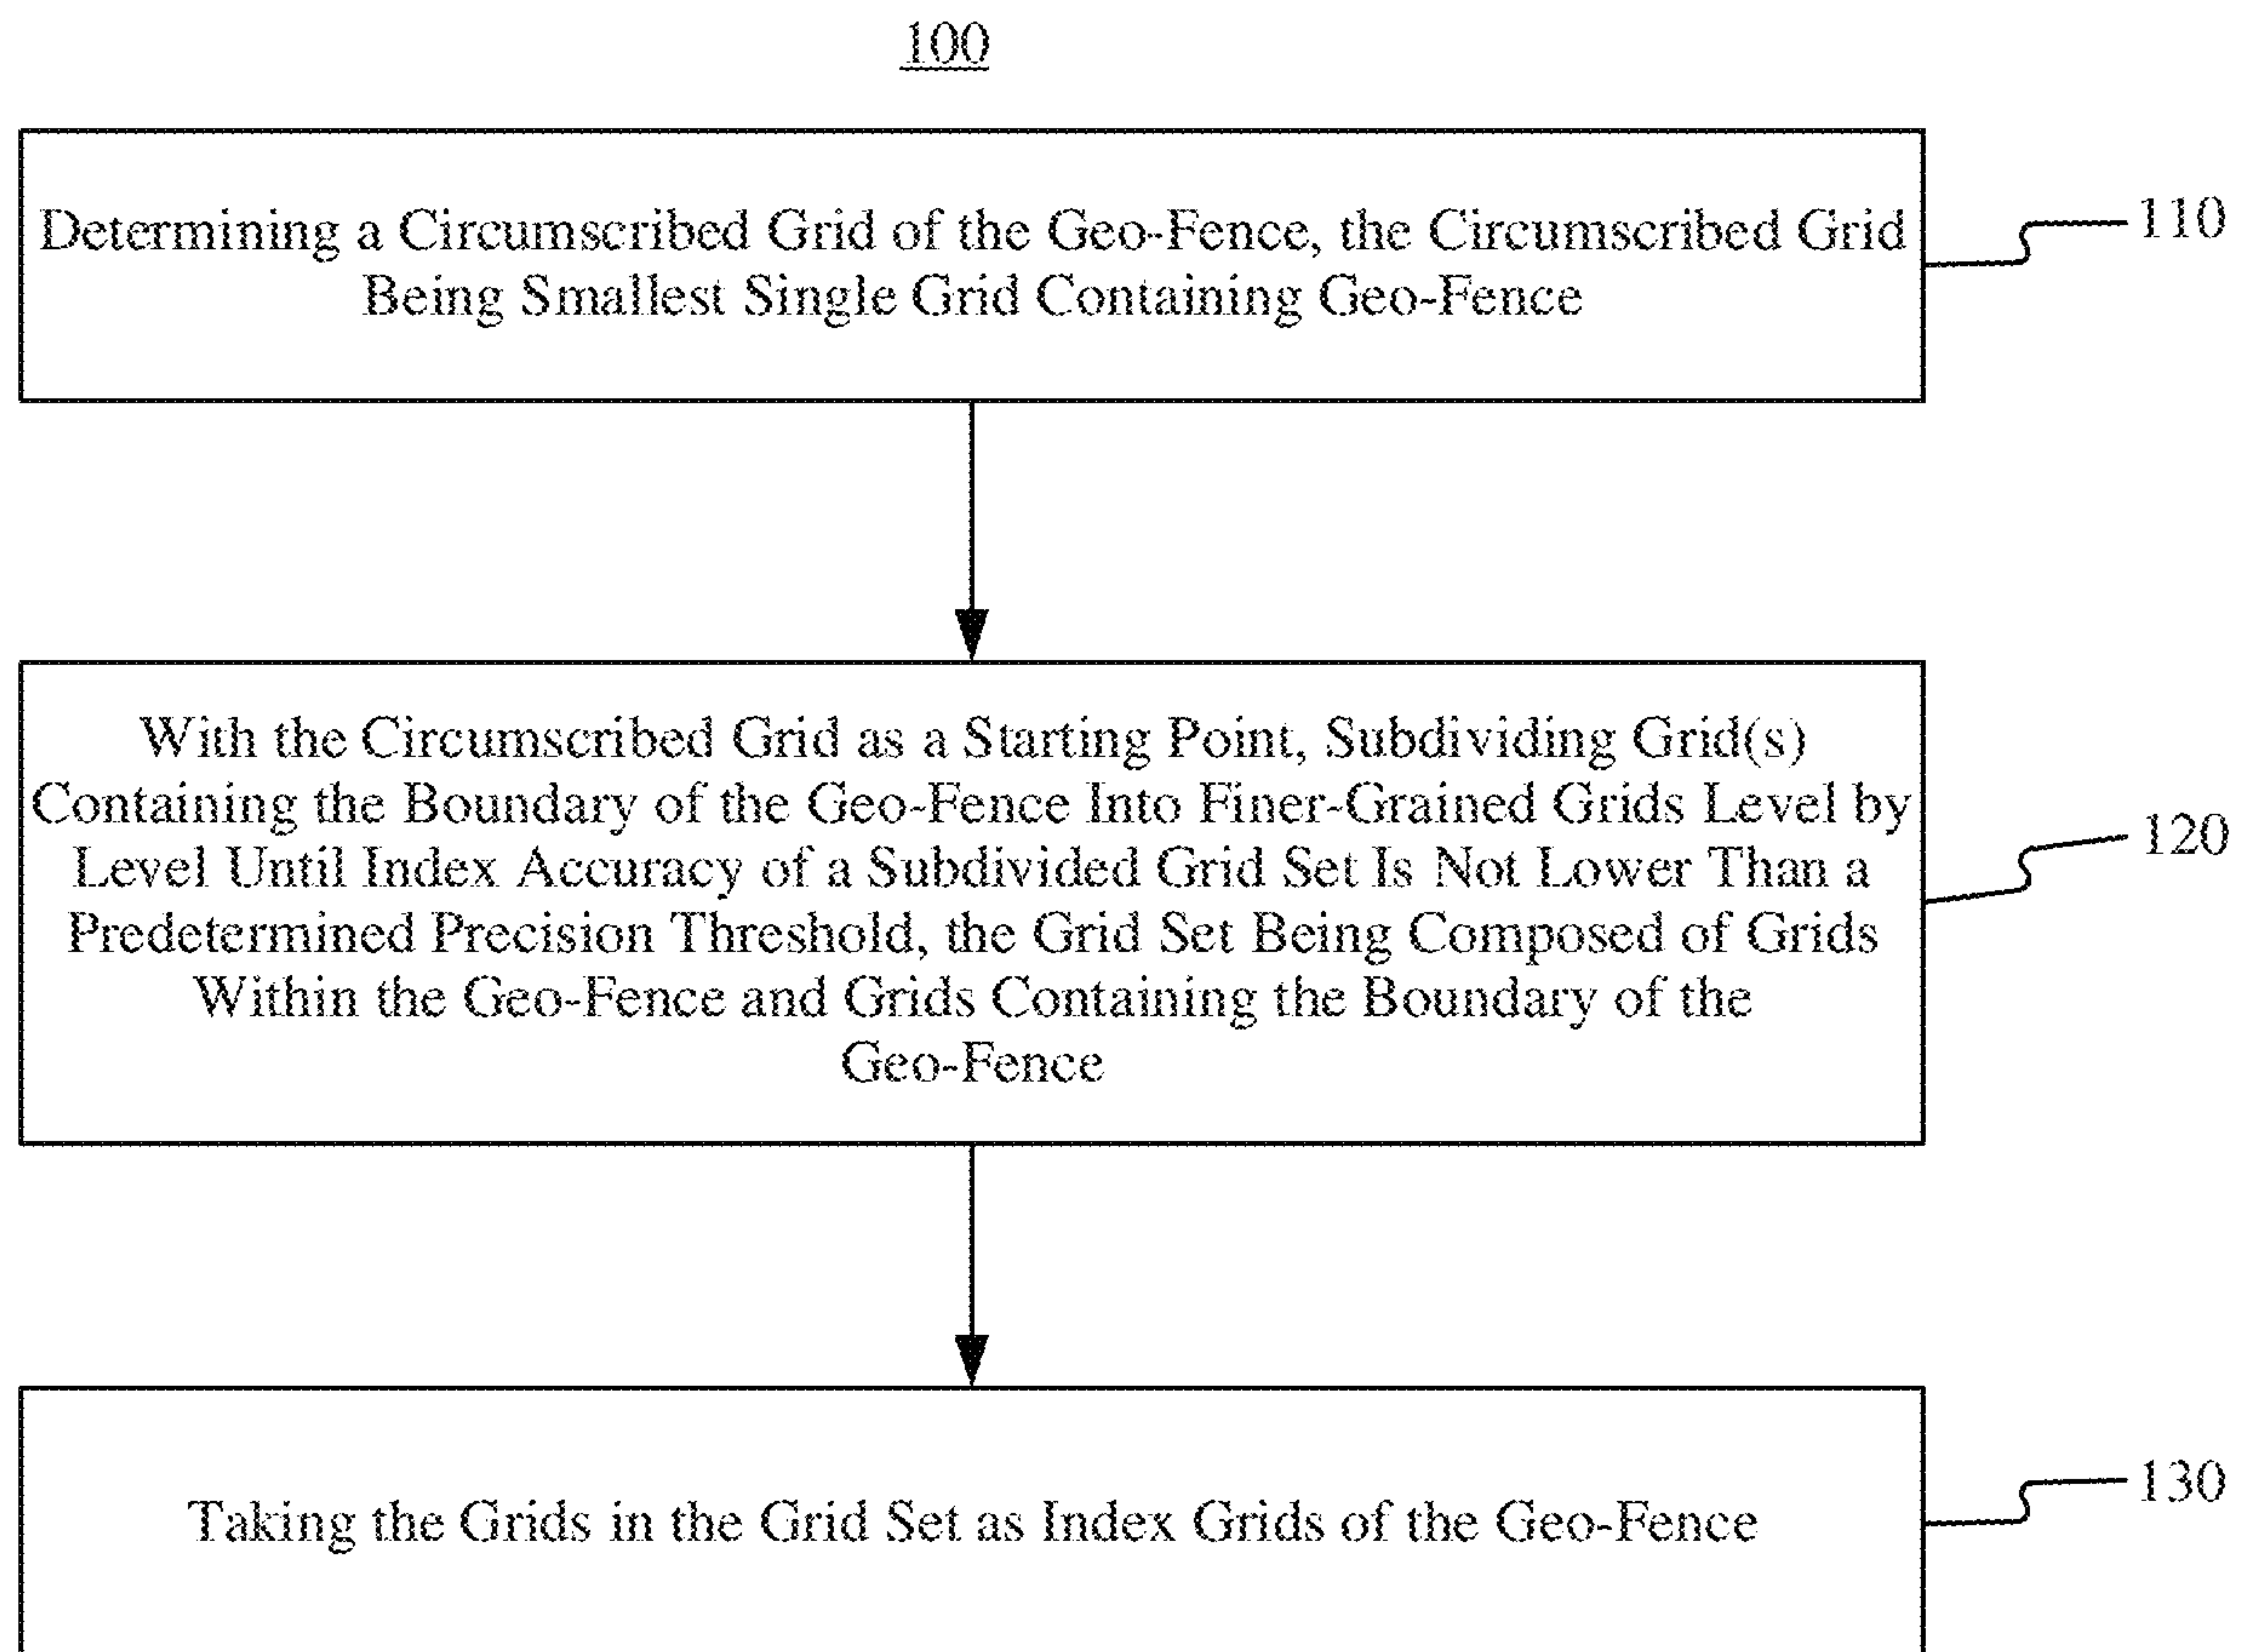 100
Determining a Circumscribed Grid of the Geo-Fence, the Circumscribed Grid
Being Smallest Single Grid Containing Geo-Fence
110
With the Circumscribed Grid as a Starting Point, Subdividing Grid(s)
Containing the Boundary of the Geo-Fence Into Finer-Grained Grids Level by
Level Until Index Accuracy of a Subdivided Grid Set Is Not Lower Than a
Predetermined Precision Threshold, the Grid Set Being Composed of Grids
Within the Geo-Fence and Grids Containing the Boundary of the
Geo-Fence
120
Taking the Grids in the Grid Set as Index Grids of the Geo-Fence
130